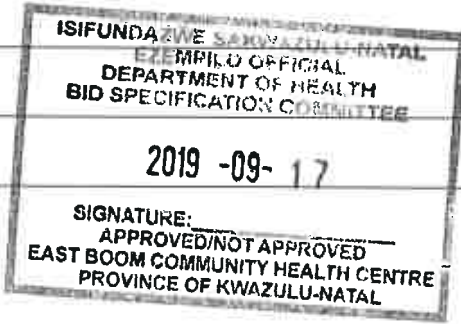 ISIFUNDAZWE SAKWAZULU-NATAL
EZEMPILO OFFICIAL
DEPARTMENT OF HEALTH
BID SPECIFICATION COMMITTEE
2019 -09- 17
SIGNATURE:
APPROVED/NOT APPROVED
EAST BOOM COMMUNITY HEALTH CENTRE
PROVINCE OF KWAZULU-NATAL